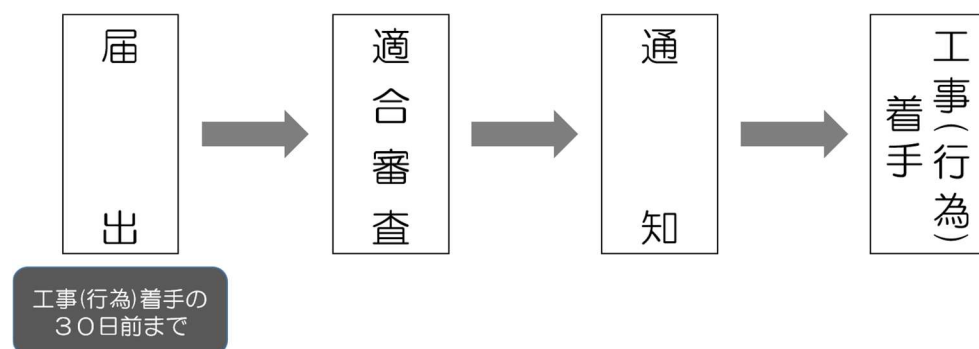 届出
適合審査
通知
工事(行為)
着手
工事(行為)着手の
30日前まで